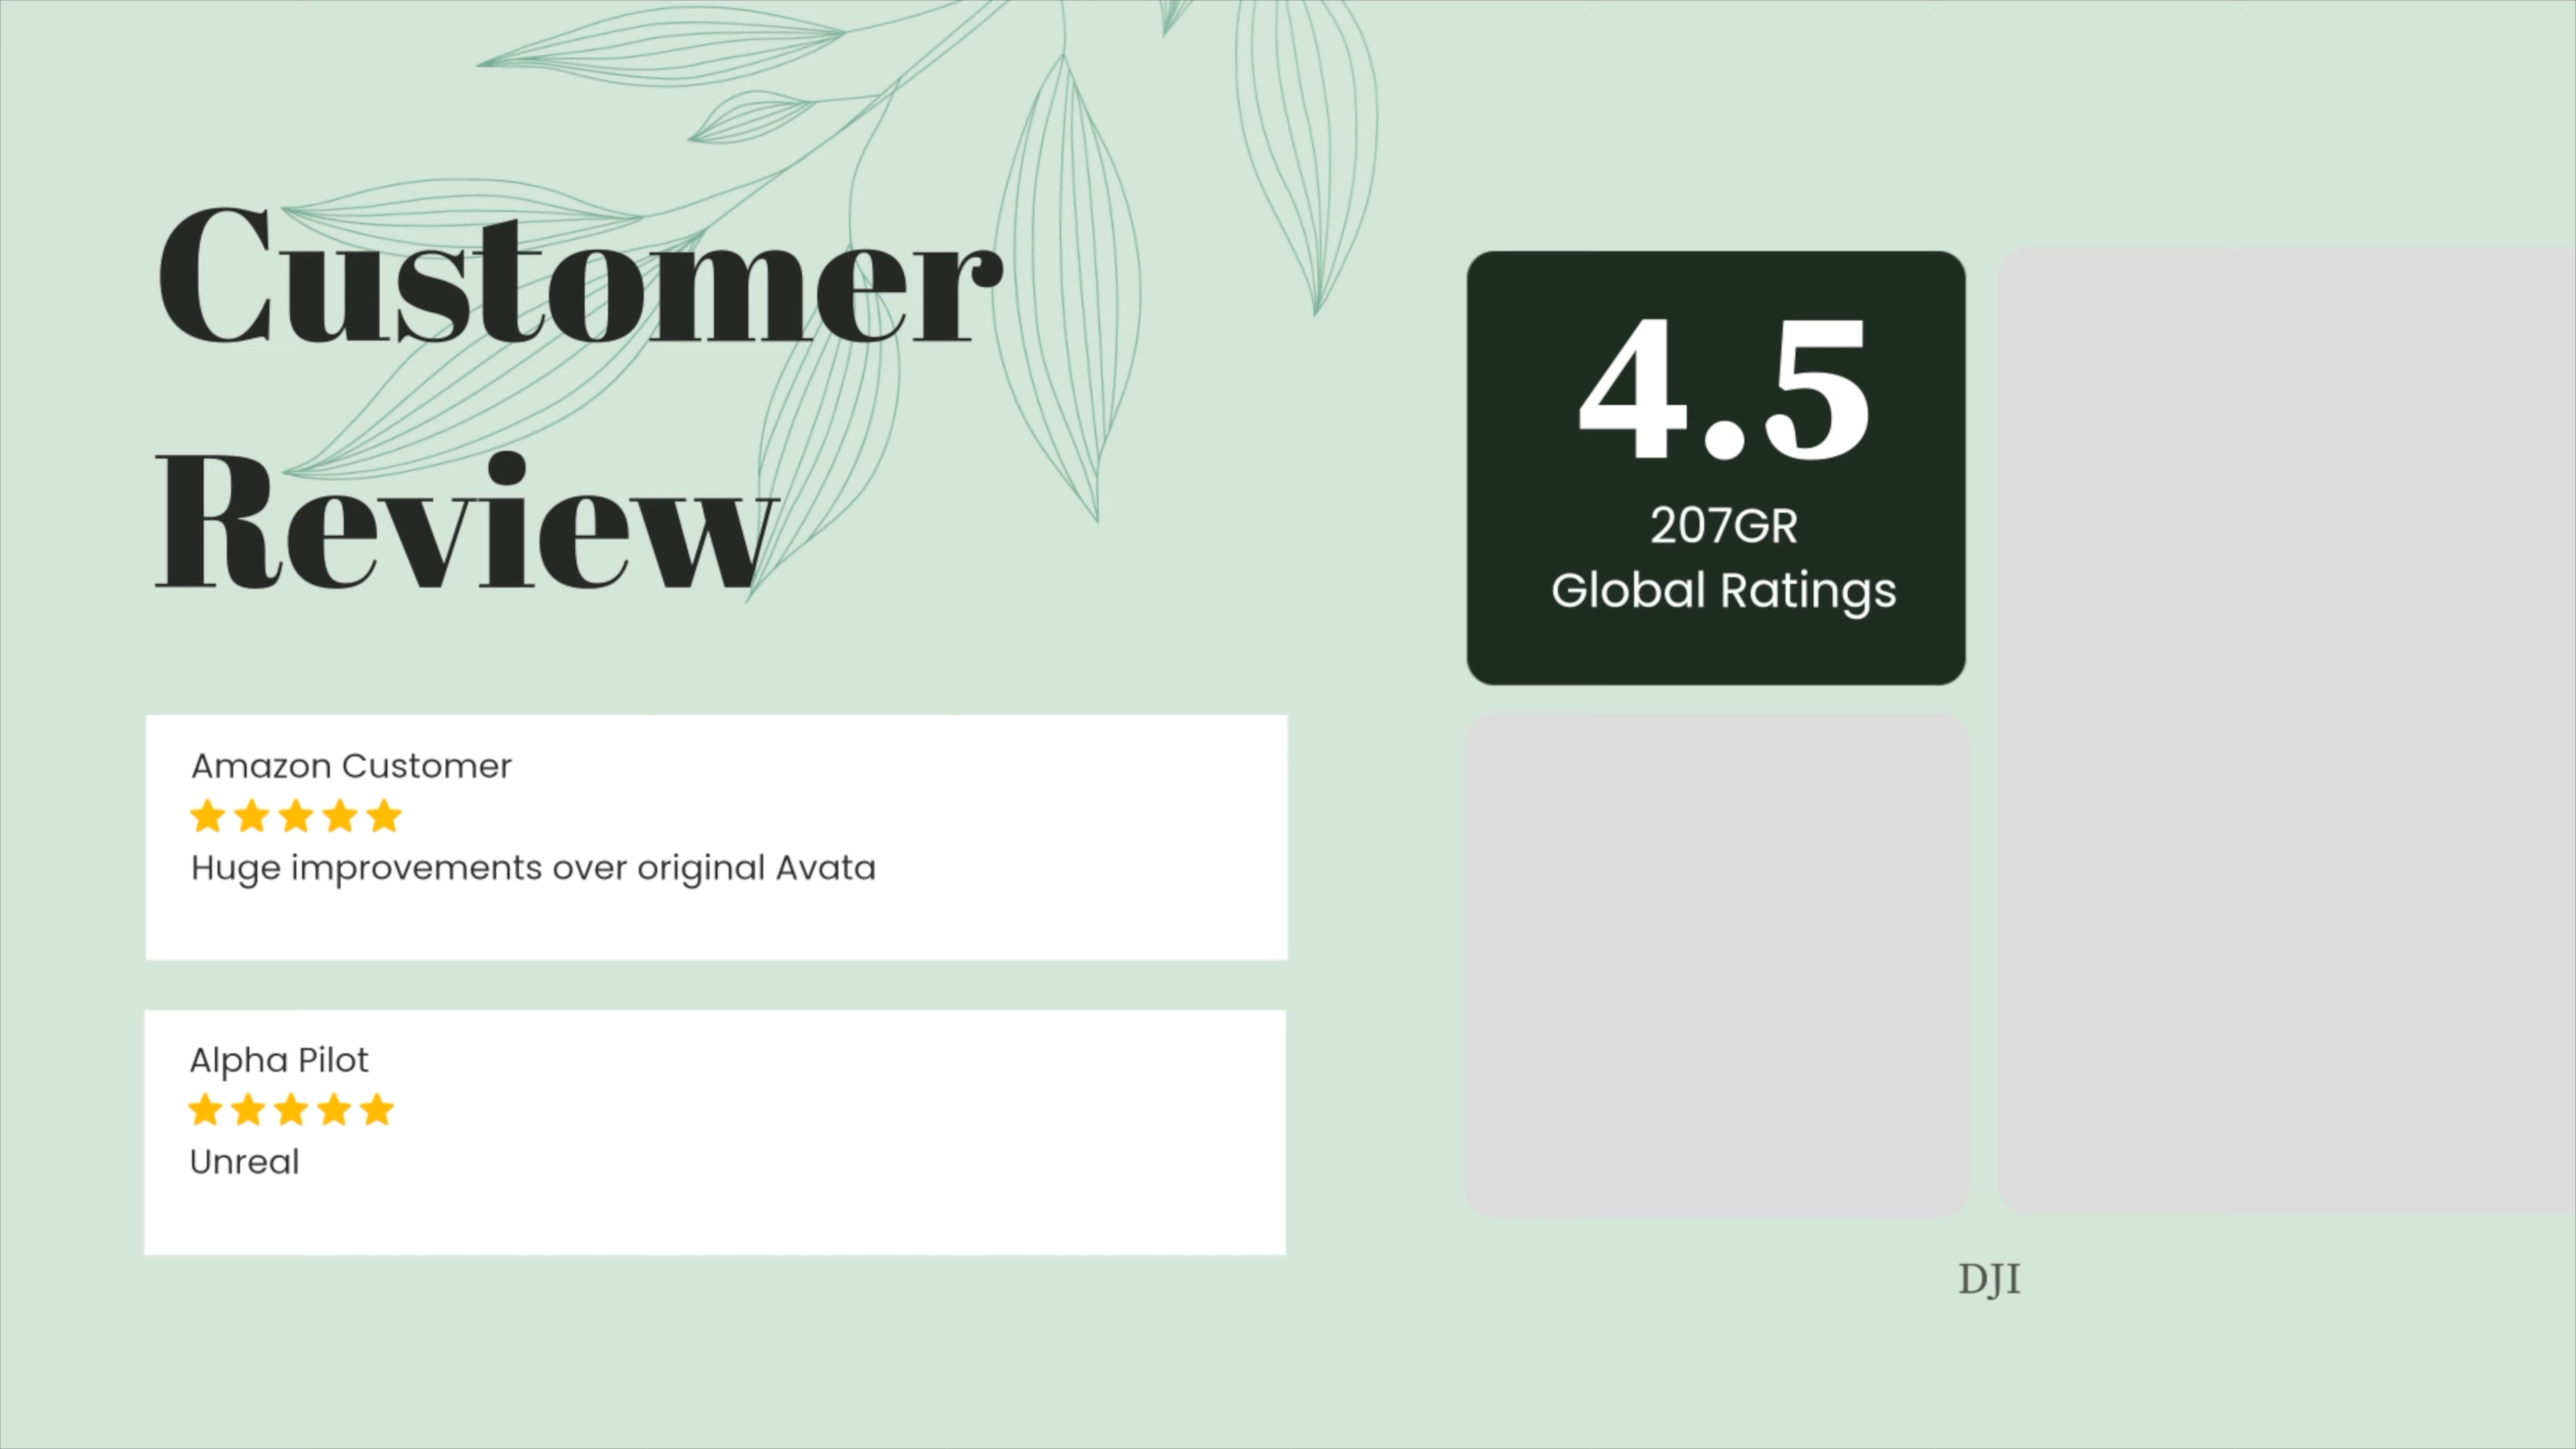 Customer
Review
Amazon Customer
Huge improvements over original Avata
Alpha Pilot
Unreal
4.5
207GR
Global Ratings
DJI